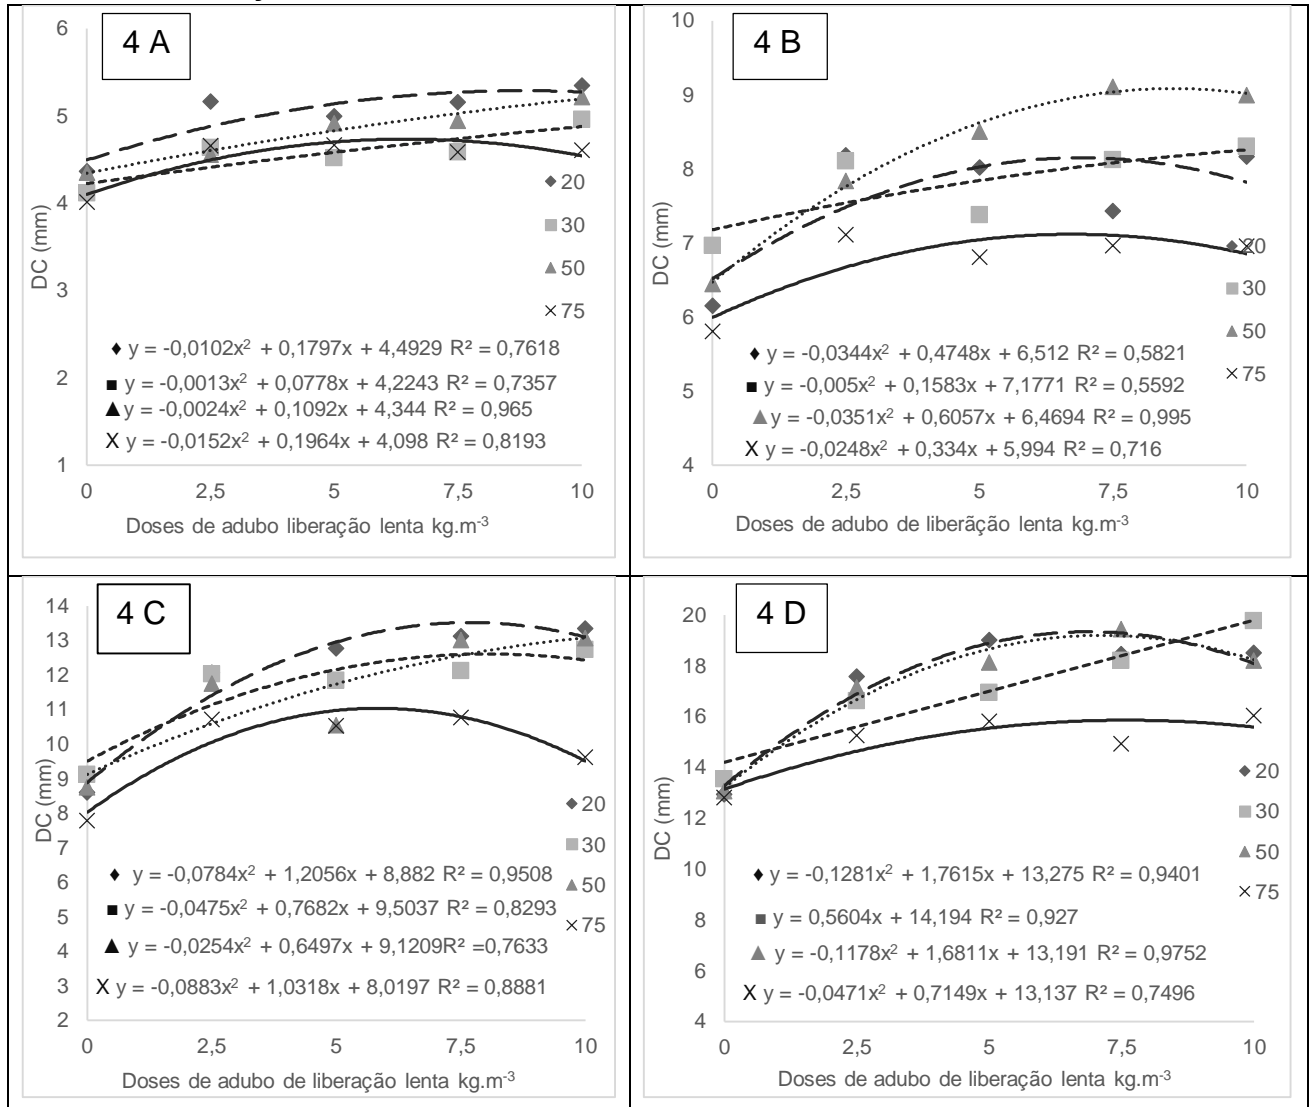 4 A
6
5
4
3
2
1
DC (mm)
20
30
50
75
♦ y = -0,0102x² + 0,1797x + 4,4929 R² = 0,7618
■ y = -0,0013x² + 0,0778x + 4,2243 R² = 0,7357
▲ y = -0,0024x² + 0,1092x + 4,344 R² = 0,965
X y = -0,0152x² + 0,1964x + 4,098 R² = 0,8193
0 2,5 5 7,5 10
Doses de adubo liberação lenta kg.m⁻³
4 B
10
9
8
7
6
5
4
DC (mm)
20
30
50
75
♦ y = -0,0344x² + 0,4748x + 6,512 R² = 0,5821
■ y = -0,005x² + 0,1583x + 7,1771 R² = 0,5592
▲ y = -0,0351x² + 0,6057x + 6,4694 R² = 0,995
X y = -0,0248x² + 0,334x + 5,994 R² = 0,716
0 2,5 5 7,5 10
Doses de adubo de liberãção lenta kg.m⁻³
4 C
14
13
12
11
10
9
8
7
6
5
4
3
2
DC (mm)
20
30
50
75
♦ y = -0,0784x² + 1,2056x + 8,882 R² = 0,9508
■ y = -0,0475x² + 0,7682x + 9,5037 R² = 0,8293
▲ y = -0,0254x² + 0,6497x + 9,1209R² =0,7633
X y = -0,0883x² + 1,0318x + 8,0197 R² = 0,8881
0 2,5 5 7,5 10
Doses de adubo de liberação lenta kg.m⁻³
4 D
20
18
16
14
12
10
8
6
4
DC (mm)
20
30
50
75
♦ y = -0,1281x² + 1,7615x + 13,275 R² = 0,9401
■ y = 0,5604x + 14,194 R² = 0,927
▲ y = -0,1178x² + 1,6811x + 13,191 R² = 0,9752
X y = -0,0471x² + 0,7149x + 13,137 R² = 0,7496
0 2,5 5 7,5 10
Doses de adubo de liberação lenta kg.m⁻³